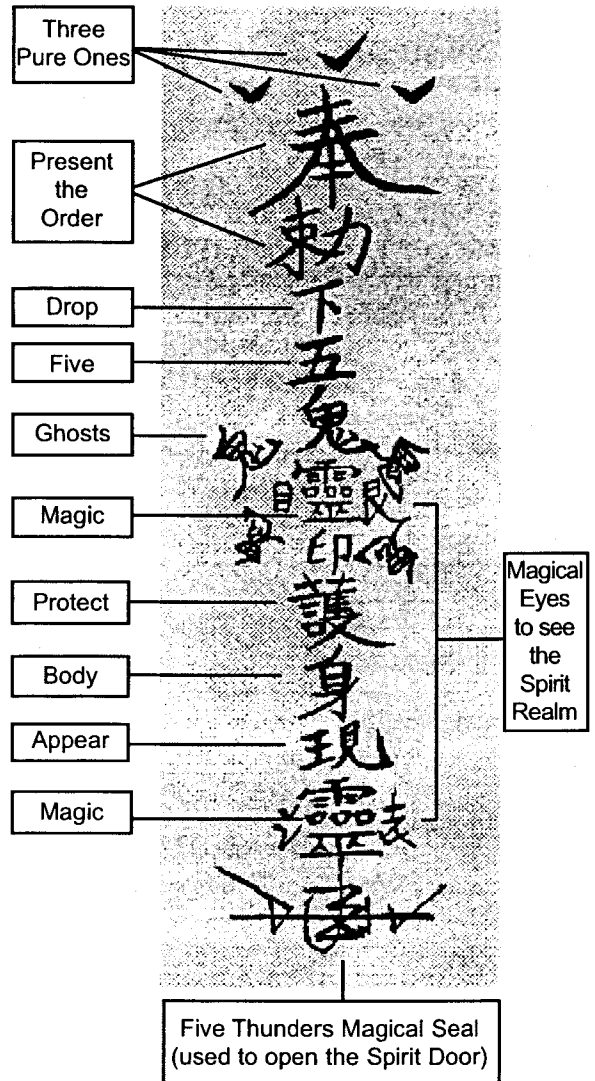 Three
Pure Ones
Present
the
Order
奉
勅
Drop
下
Five
五
Ghosts
鬼
Magic
目靈
印
Protect
護
Body
身
Appear
現
Magic
靈
Magical
Eyes
to see
the
Spirit
Realm
Five Thunders Magical Seal
(used to open the Spirit Door)